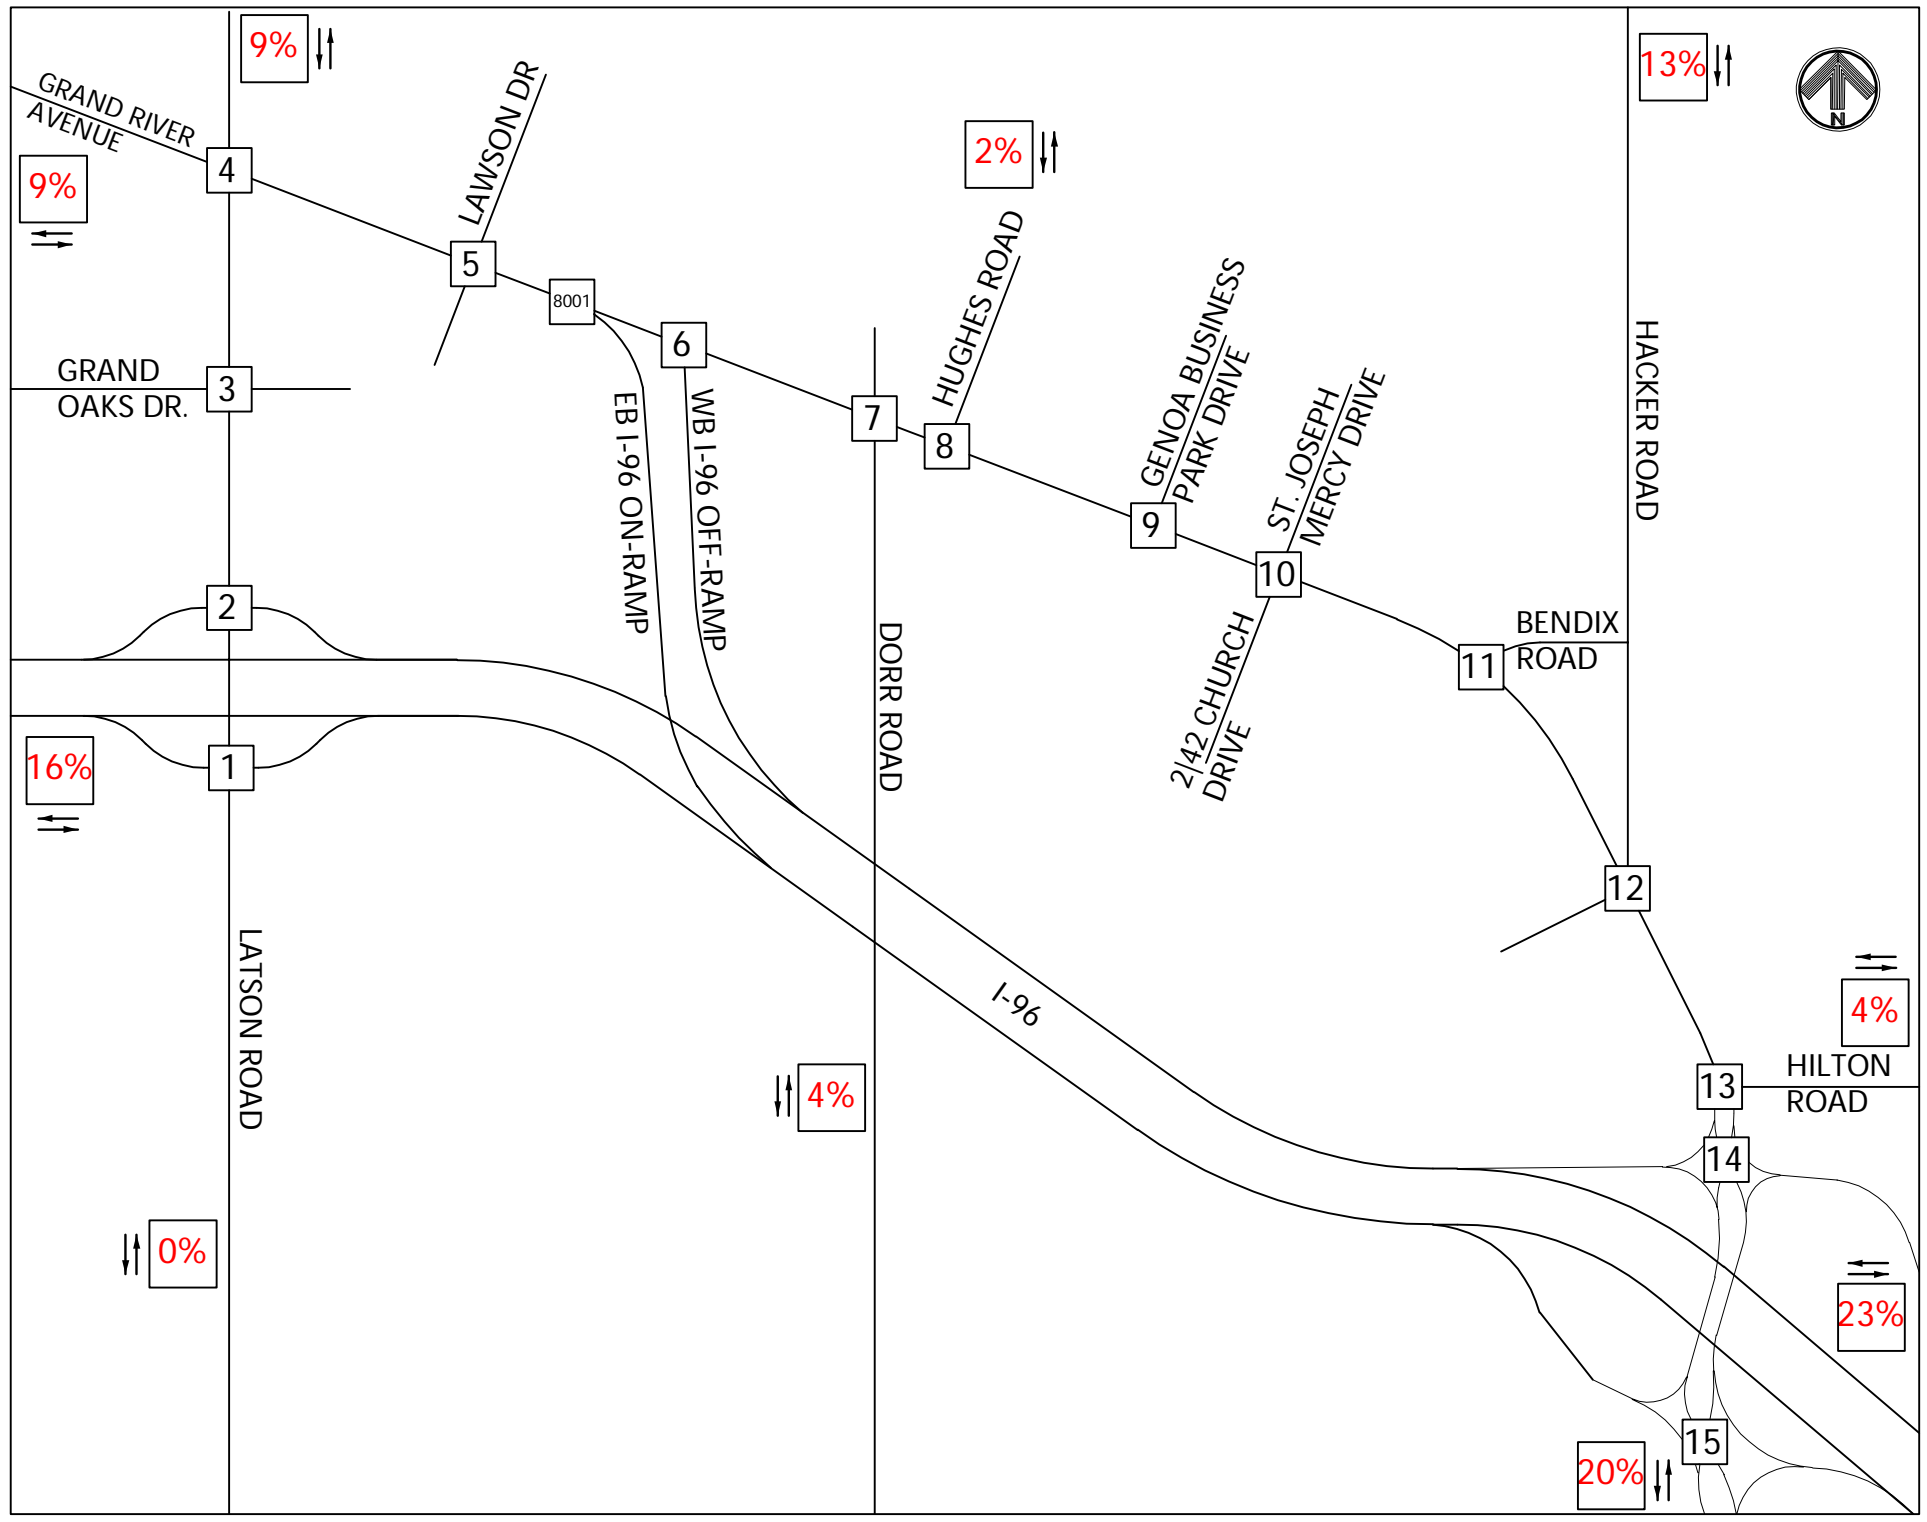 9%
13%
GRAND RIVER
AVENUE
N
LAWSON DR
2%
4
9%
HUGHES ROAD
5
8001
6
GENOA BUSINESS
PARK DRIVE
HACKER ROAD
GRAND
OAKS DR.
3
EB I-96 ON-RAMP
WB I-96 OFF-RAMP
7
8
ST. JOSEPH
MERCY DRIVE
9
10
2
DORR ROAD
2|42 CHURCH
DRIVE
BENDIX
ROAD
11
16%
1
12
LATSON ROAD
I-96
4%
HILTON
ROAD
13
4%
14
0%
23%
15
20%